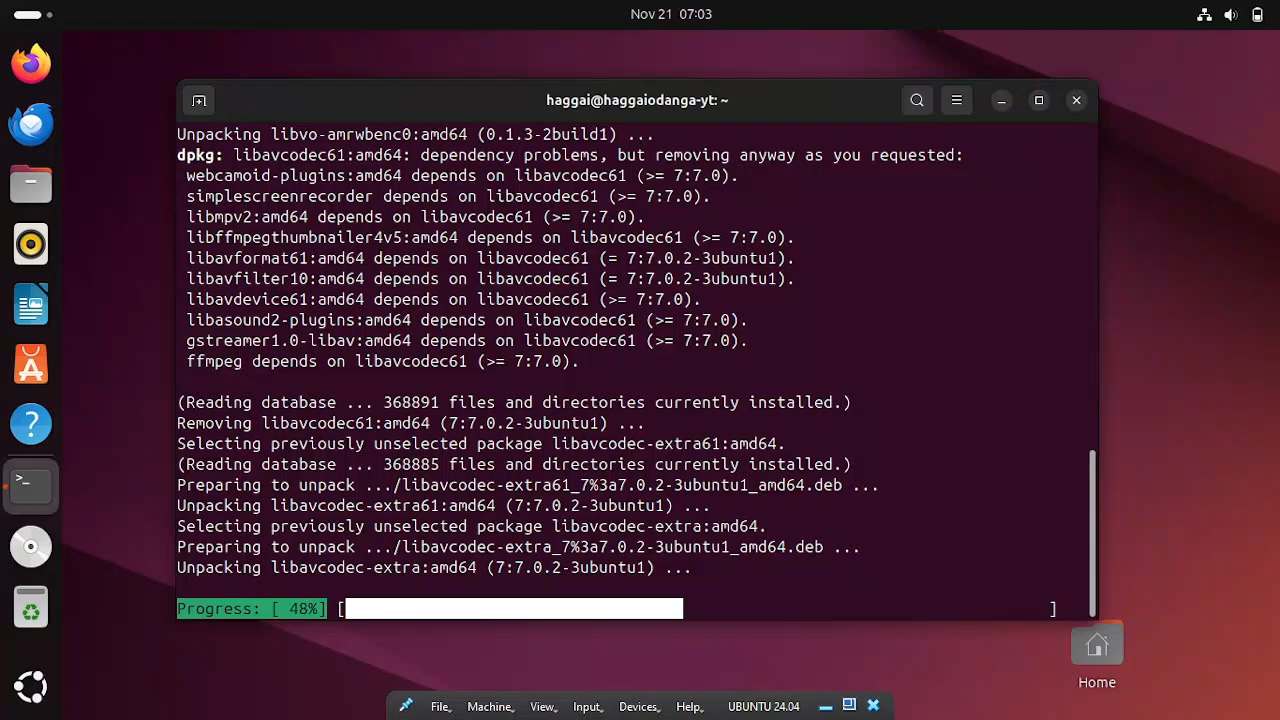 Nov 21 07:03
haggai@haggaiodanga-yt: ~
Unpacking libvo-amrwbenc0:amd64 (0.1.3-2build1) ...
dpkg: libavcodec61:amd64: dependency problems, but removing anyway as you requested:
webcamoid-plugins:amd64 depends on libavcodec61 (>= 7:7.0).
simplescreenrecorder depends on libavcodec61 (>= 7:7.0).
libmpv2:amd64 depends on libavcodec61 (>= 7:7.0).
libffmpegthumbnailer4v5:amd64 depends on libavcodec61 (>= 7:7.0).
libavformat61:amd64 depends on libavcodec61 (= 7:7.0.2-3ubuntu1).
libavfilter10:amd64 depends on libavcodec61 (= 7:7.0.2-3ubuntu1).
libavdevice61:amd64 depends on libavcodec61 (>= 7:7.0).
libasound2-plugins:amd64 depends on libavcodec61 (>= 7:7.0).
gstreamer1.0-libav:amd64 depends on libavcodec61 (>= 7:7.0).
ffmpeg depends on libavcodec61 (>= 7:7.0).
(Reading database ... 368891 files and directories currently installed.)
Removing libavcodec61:amd64 (7:7.0.2-3ubuntu1) ...
Selecting previously unselected package libavcodec-extra61:amd64.
(Reading database ... 368885 files and directories currently installed.)
Preparing to unpack .../libavcodec-extra61_7%3a7.0.2-3ubuntu1_amd64.deb ...
Unpacking libavcodec-extra61:amd64 (7:7.0.2-3ubuntu1) ...
Selecting previously unselected package libavcodec-extra:amd64.
Preparing to unpack .../libavcodec-extra_7%3a7.0.2-3ubuntu1_amd64.deb ...
Unpacking libavcodec-extra:amd64 (7:7.0.2-3ubuntu1) ...
Progress: [ 48%] [ ]
Home
File Machine View Input Devices Help UBUNTU 24.04